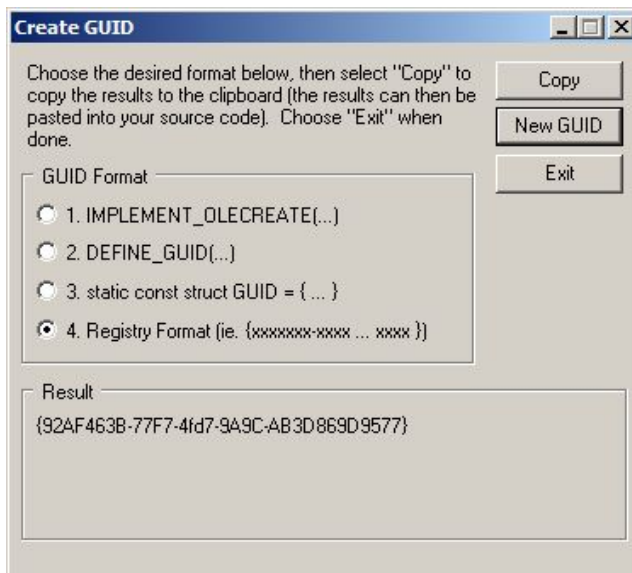 Create GUID
Choose the desired format below, then select "Copy" to
copy the results to the clipboard (the results can then be
pasted into your source code).  Choose "Exit" when
done.
Copy
New GUID
Exit
GUID Format
1. IMPLEMENT_OLECREATE(...)
2. DEFINE_GUID(...)
3. static const struct GUID = { ... }
4. Registry Format (ie. {xxxxxxx-xxxx ... xxxx })
Result
{92AF463B-77F7-4fd7-9A9C-AB3D869D9577}